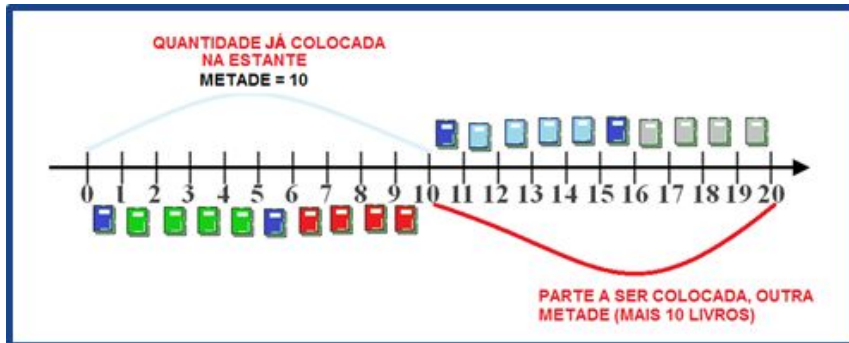 QUANTIDADE JÁ COLOCADA
NA ESTANTE
METADE = 10
0 1 2 3 4 5 6 7 8 9 10 11 12 13 14 15 16 17 18 19 20
PARTE A SER COLOCADA, OUTRA
METADE (MAIS 10 LIVROS)